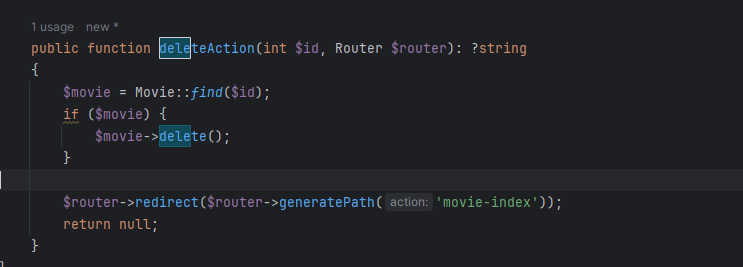 1 usage new *
public function deleteAction(int $id, Router $router): ?string
{
    $movie = Movie::find($id);
    if ($movie) {
        $movie->delete();
    }
    $router->redirect($router->generatePath( action: 'movie-index'));
    return null;
}